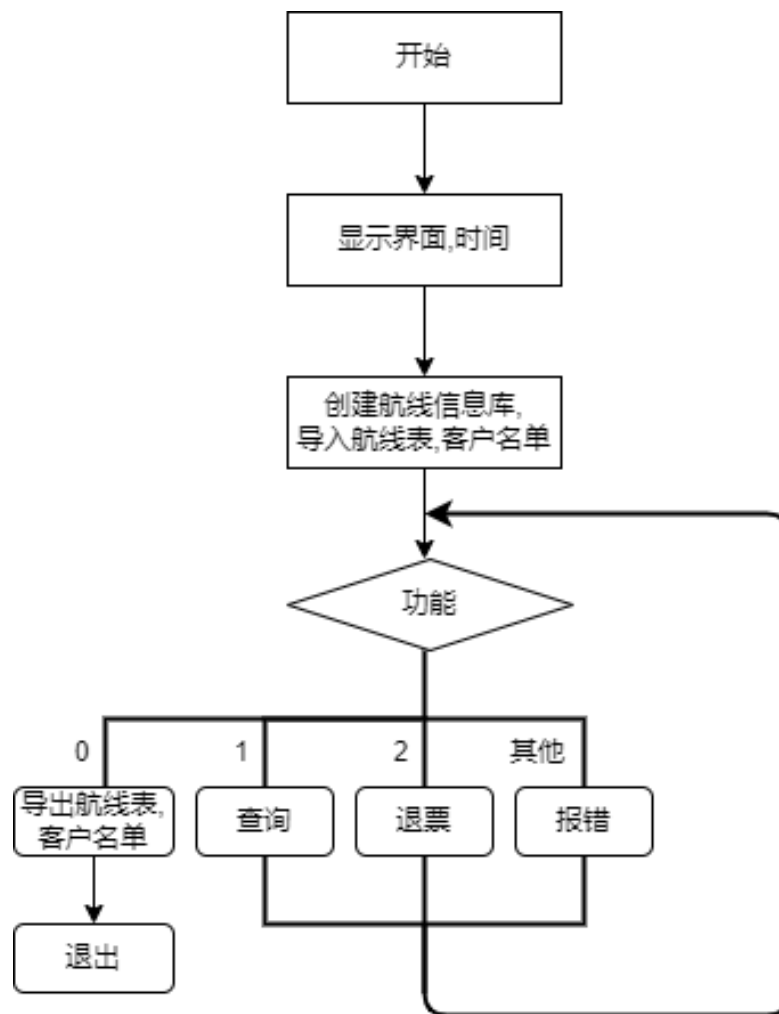 开始
显示界面,时间
创建航线信息库,
导入航线表,客户名单
功能
0
1
2
其他
导出航线表,
客户名单
查询
退票
报错
退出